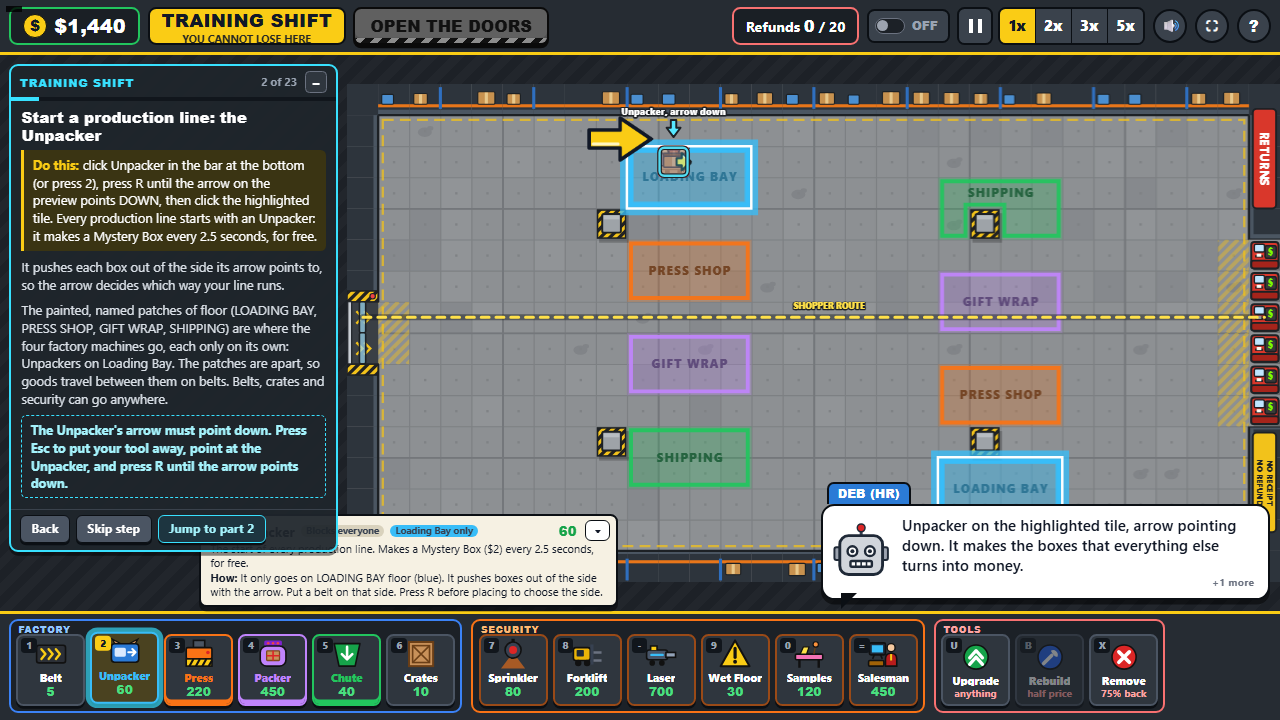 $1,440
TRAINING SHIFT
YOU CANNOT LOSE HERE
OPEN THE DOORS
Refunds 0 / 20
OFF
1x
2x
3x
5x
?
TRAINING SHIFT
2 of 23
Start a production line: the
Unpacker
Do this: click Unpacker in the bar at the bottom
(or press 2), press R until the arrow on the
preview points DOWN, then click the highlighted
tile. Every production line starts with an Unpacker:
it makes a Mystery Box every 2.5 seconds, for free.
It pushes each box out of the side its arrow points to,
so the arrow decides which way your line runs.
The painted, named patches of floor (LOADING BAY,
PRESS SHOP, GIFT WRAP, SHIPPING) are where the
four factory machines go, each only on its own:
Unpackers on Loading Bay. The patches are apart, so
goods travel between them on belts. Belts, crates and
security can go anywhere.
The Unpacker's arrow must point down. Press
Esc to put your tool away, point at the
Unpacker, and press R until the arrow points
down.
Back
Skip step
Jump to part 2
Unpacker, arrow down
LOADING BAY
SHIPPING
PRESS SHOP
GIFT WRAP
SHOPPER ROUTE
GIFT WRAP
PRESS SHOP
SHIPPING
LOADING BAY
RETURNS
NO RECEIPT
NO REFUND
everyone
Loading Bay only
60
production line. Makes a Mystery Box ($2) every 2.5 seconds,
for free.
How: It only goes on LOADING BAY floor (blue). It pushes boxes out of the side
with the arrow. Put a belt on that side. Press R before placing to choose the side.
DEB (HR)
Unpacker on the highlighted tile, arrow pointing
down. It makes the boxes that everything else
turns into money.
+1 more
FACTORY
1
Belt
5
2
Unpacker
60
3
Press
220
4
Packer
450
5
Chute
40
6
Crates
10
SECURITY
7
Sprinkler
80
8
Forklift
200
-
Laser
700
9
Wet Floor
30
0
Samples
120
=
Salesman
450
TOOLS
U
Upgrade
anything
B
Rebuild
half price
X
Remove
75% back